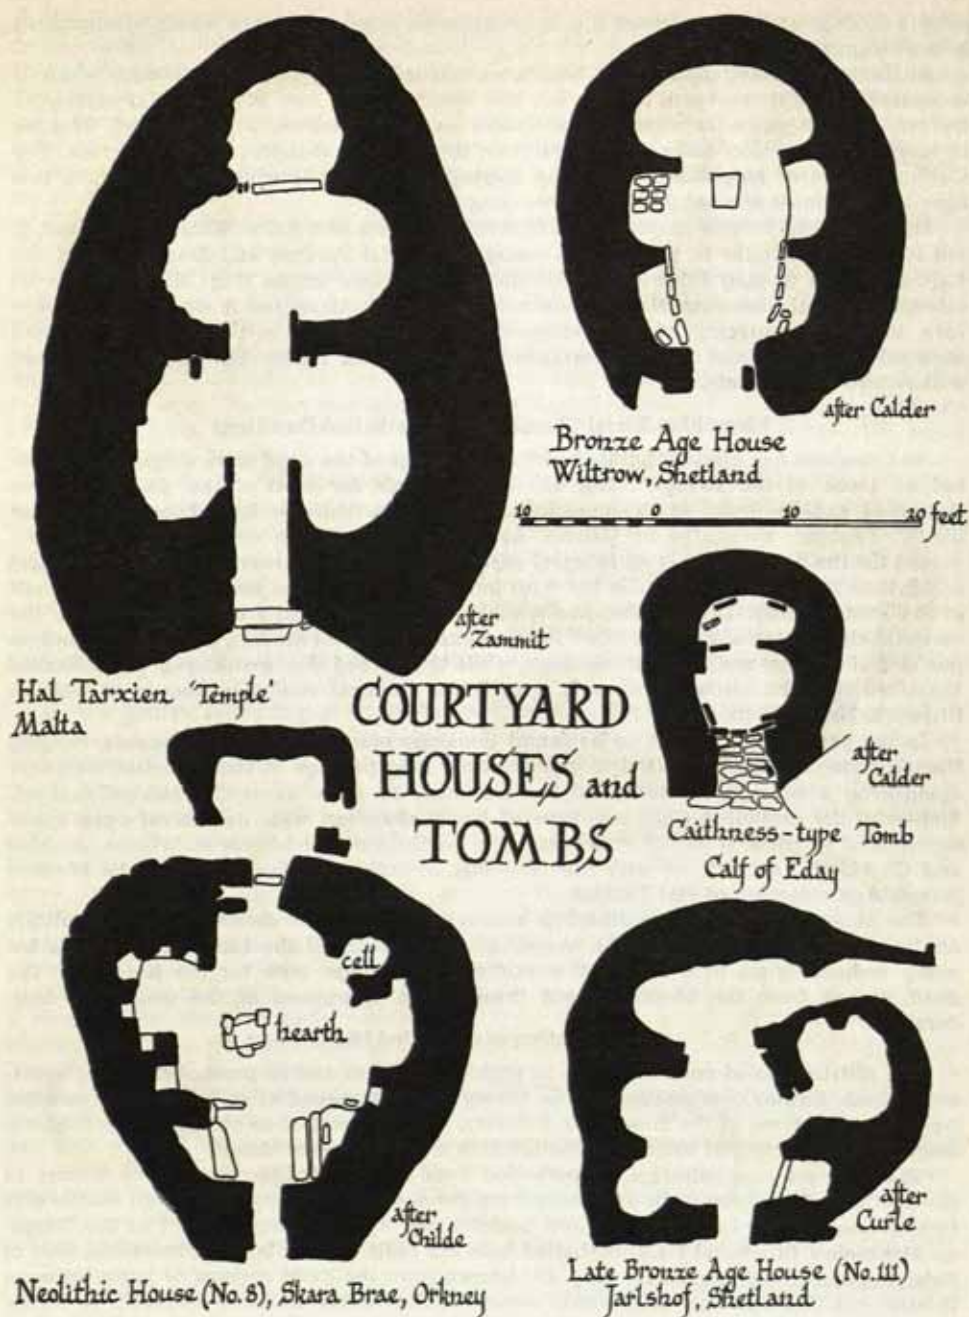 after Calder
Bronze Age House
Wiltrow, Shetland
10 0 10 20 feet
after
Zammit
Hal Tarxien 'Temple'
Malta
COURTYARD
HOUSES and
TOMBS
after
Calder
Caithness-type Tomb
Calf of Eday
cell
hearth
after
Childe
Neolithic House (No. 8), Skara Brae, Orkney
after
Curle
Late Bronze Age House (No. 111)
Jarlshof, Shetland